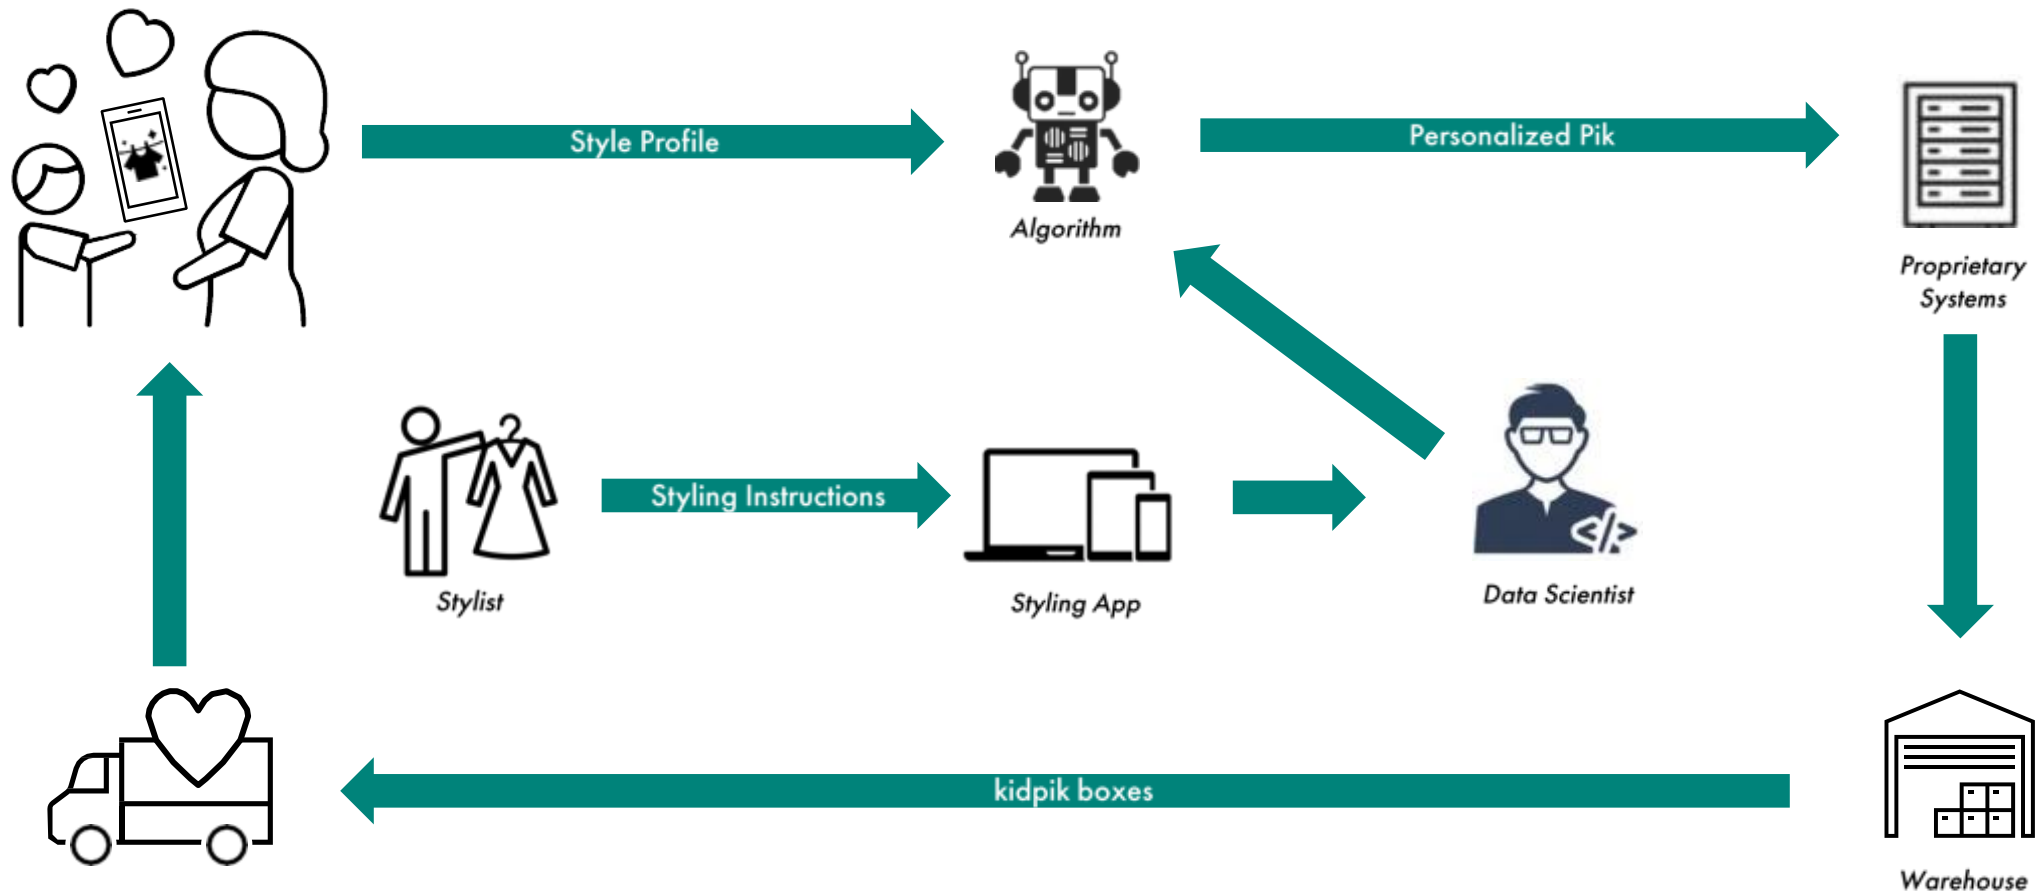 Style Profile
Personalized Pik
Algorithm
Proprietary
Systems
Styling Instructions
</>
Stylist
Styling App
Data Scientist
kidpik boxes
Warehouse